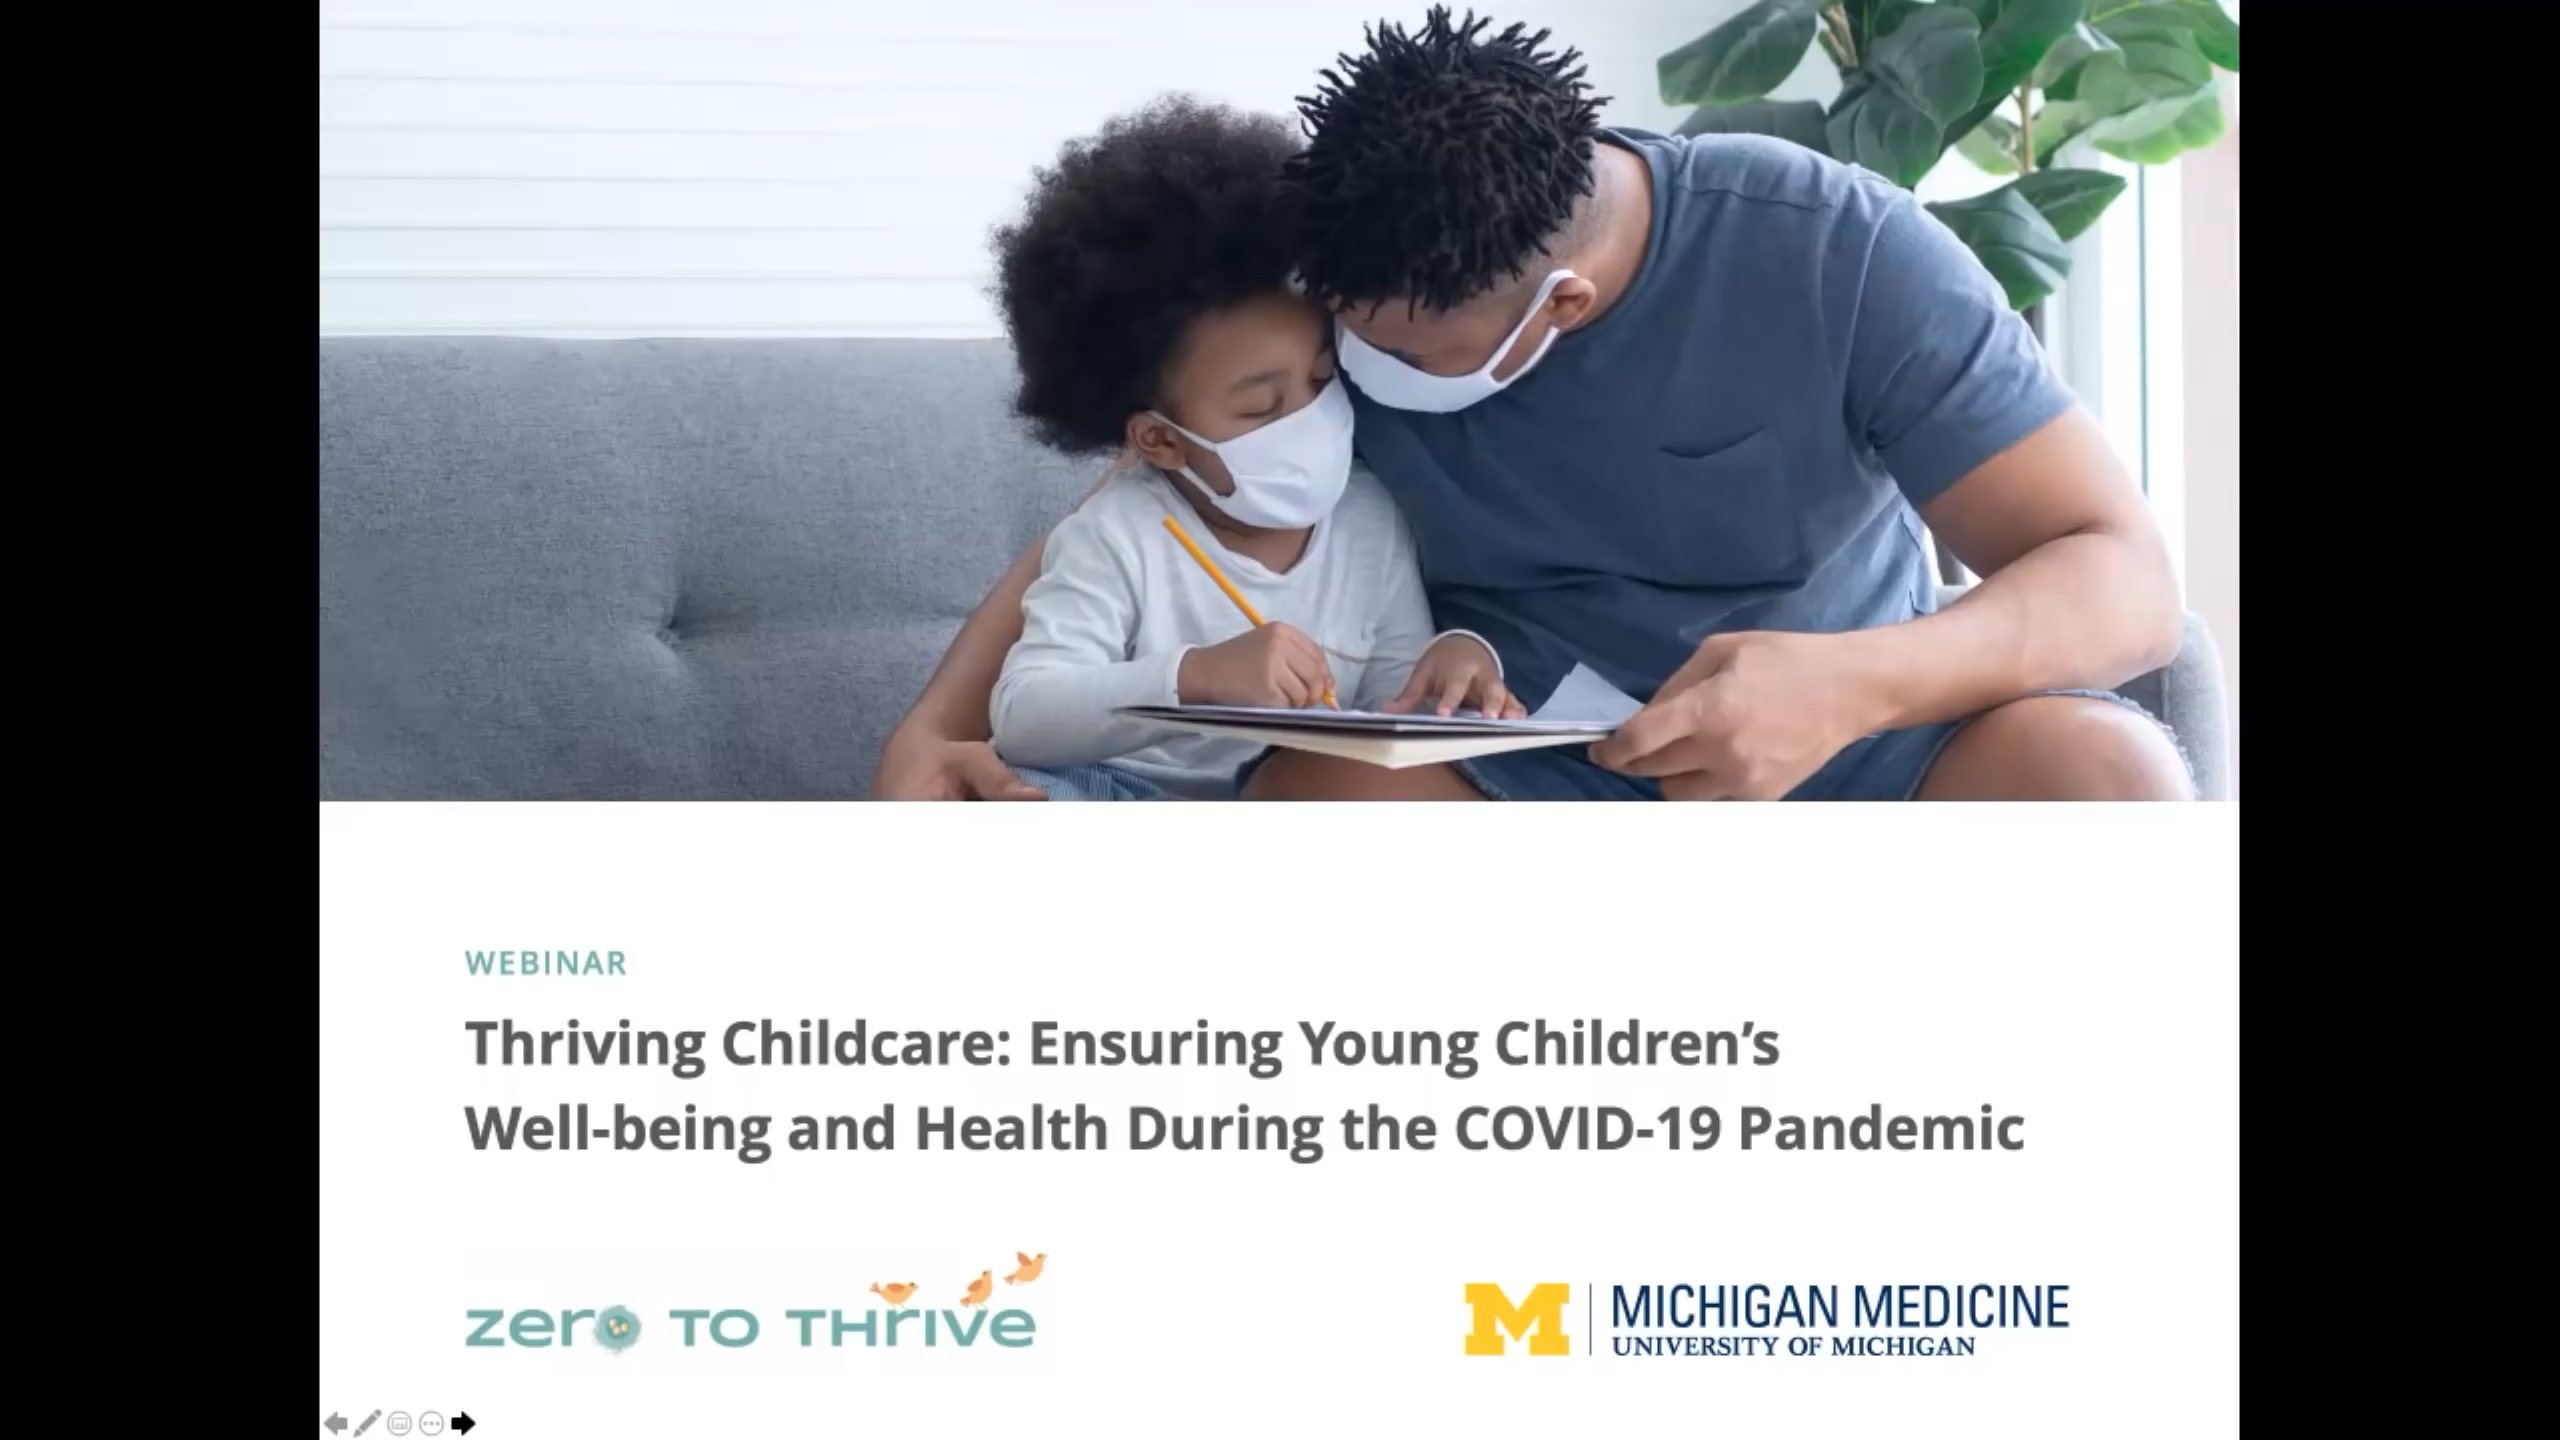 WEBINAR
Thriving Childcare: Ensuring Young Children’s
Well-being and Health During the COVID-19 Pandemic
zero TO THrIVe
M MICHIGAN MEDICINE
UNIVERSITY OF MICHIGAN